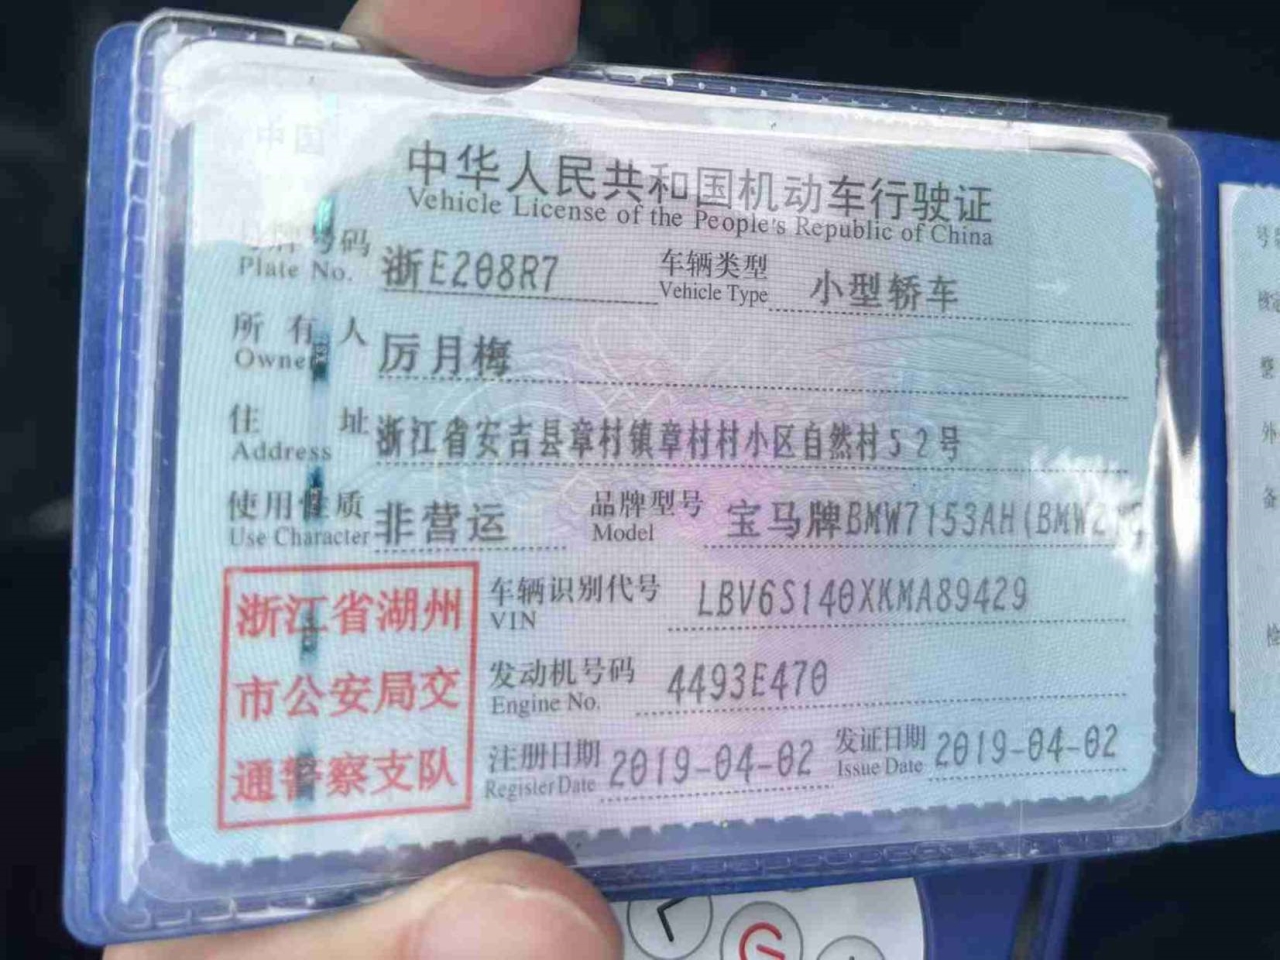 中华人民共和国机动车行驶证
Vehicle License of the People's Republic of China
号牌号码 浙E208R7 车辆类型 小型轿车
Plate No. Vehicle Type
所有人 厉月梅
Owner
住址 浙江省安吉县章村镇章村村小区自然村52号
Address
使用性质 非营运 品牌型号 宝马牌BMW7153AH(BMW
Use Character Model
浙江省湖州
市公安局交
通警察支队
车辆识别代号 LBV6S140XKMA89429
VIN
发动机号码 4493E470
Engine No.
注册日期 2019-04-02 发证日期 2019-04-02
Register Date Issue Date